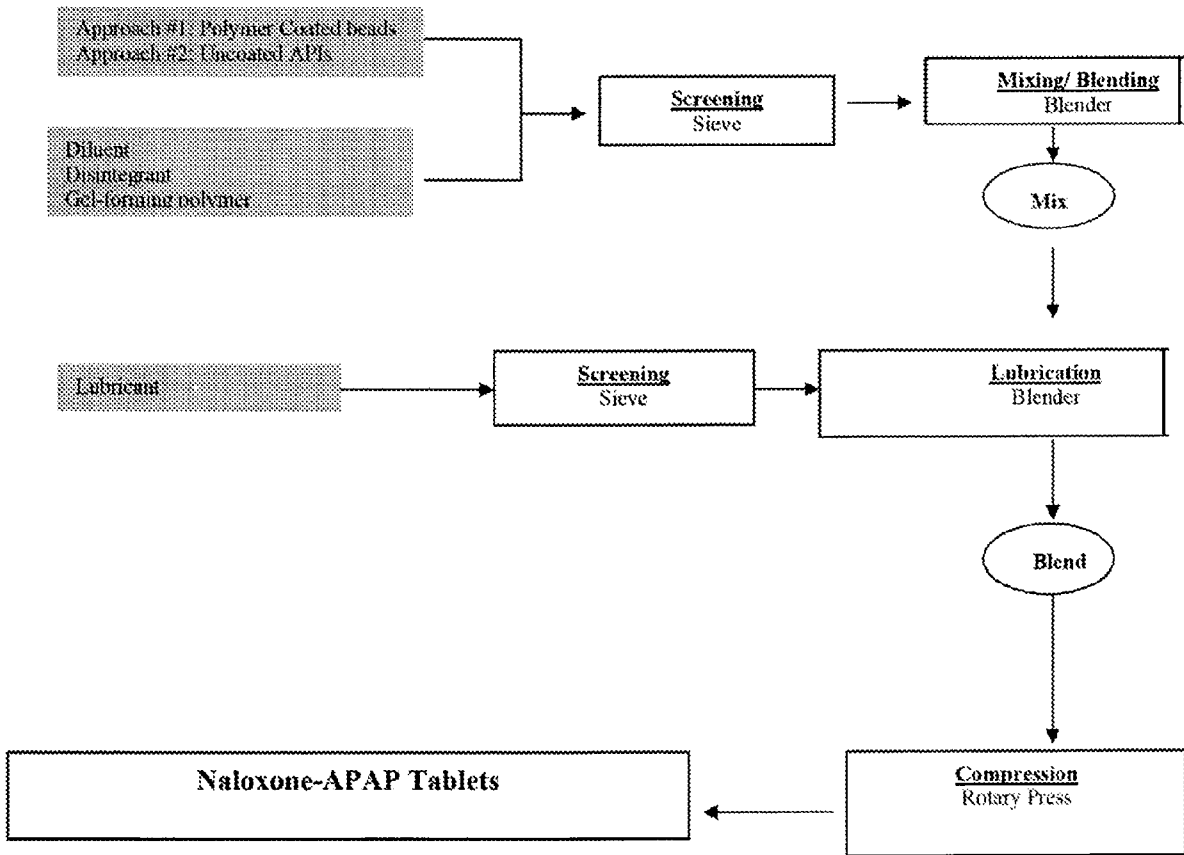 Approach #1: Polymer Coated beads
Approach #2: Uncoated APIs
Screening
Sieve
Mixing/ Blending
Blender
Diluent
Disintegrant
Gel-forming polymer
Mix
Lubricant
Screening
Sieve
Lubrication
Blender
Blend
Compression
Rotary Press
Naloxone-APAP Tablets